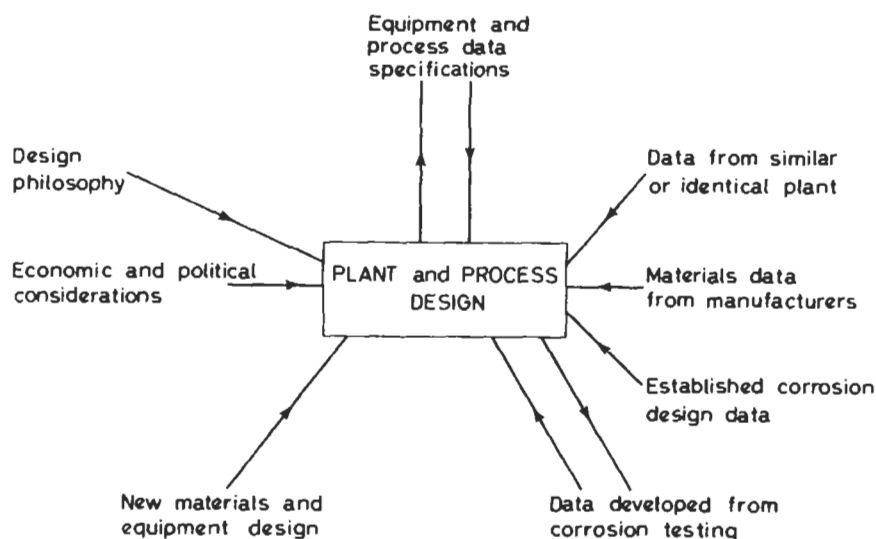 Equipment and
process data
specifications
Design
philosophy
Data from similar
or identical plant
Economic and political
considerations
PLANT and PROCESS
DESIGN
Materials data
from manufacturers
Established corrosion
design data
New materials and
equipment design
Data developed from
corrosion testing